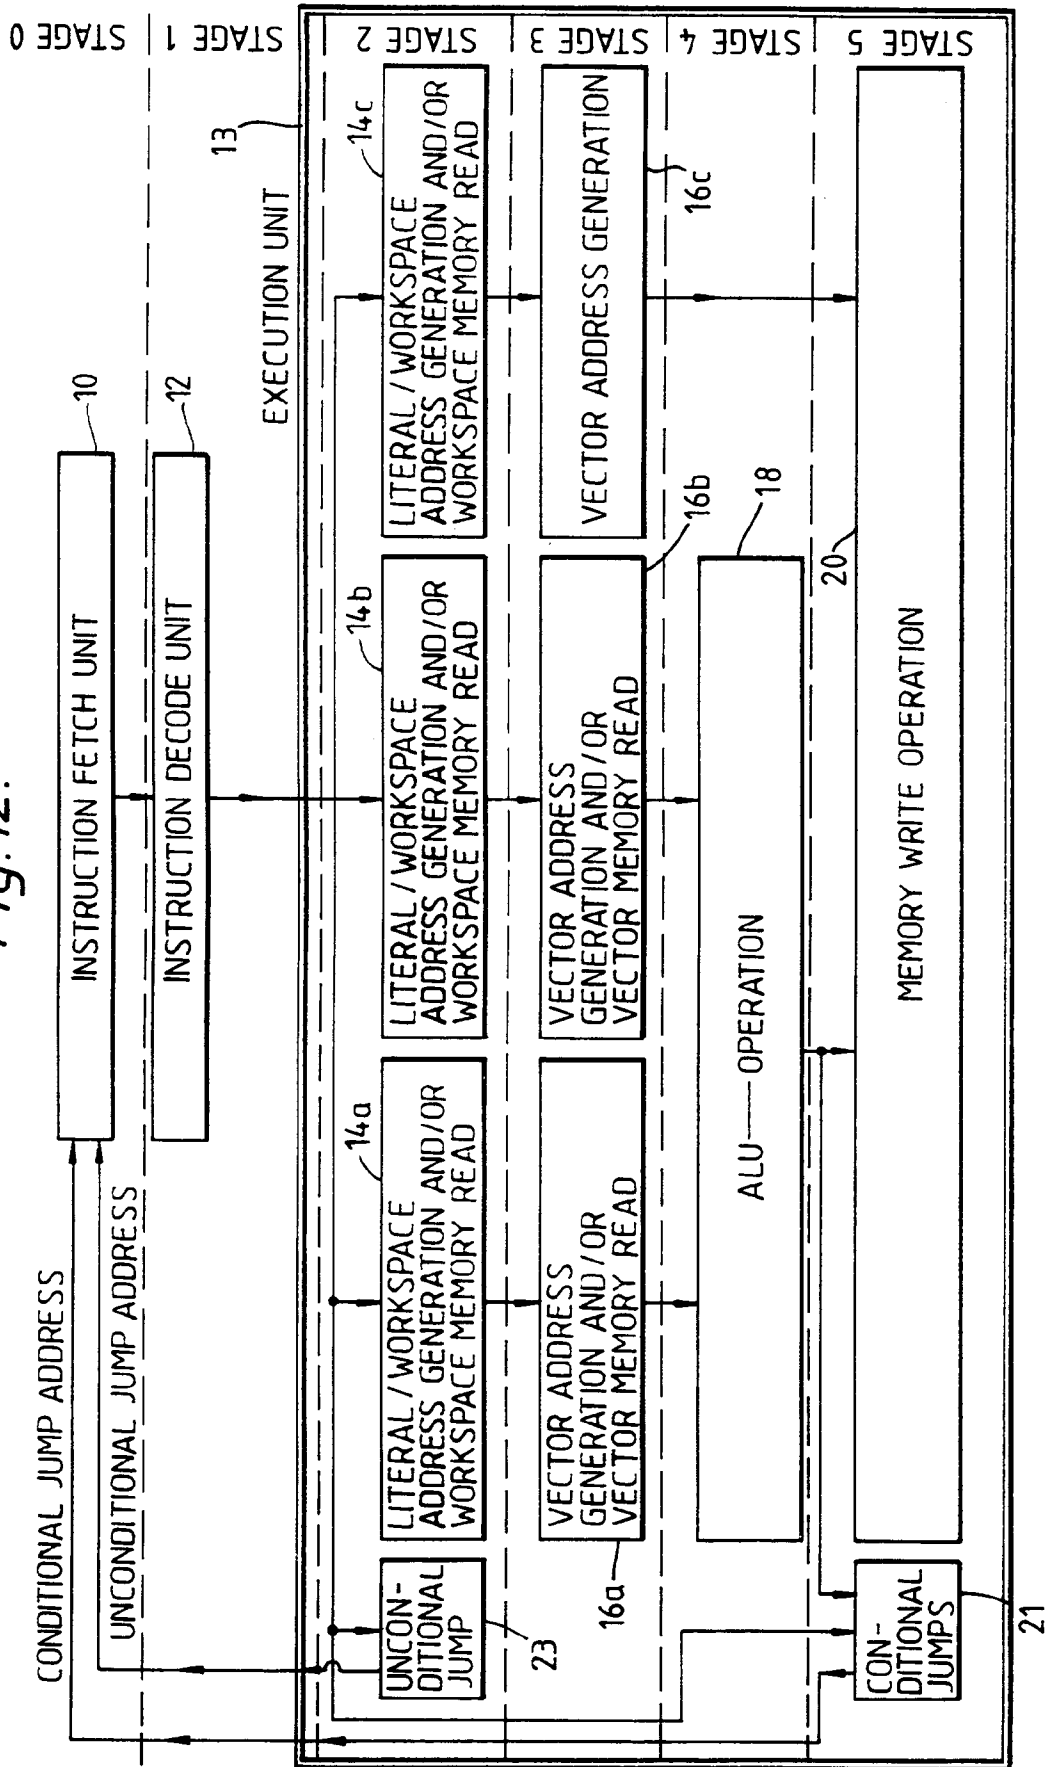 Fig.12.
CONDITIONAL JUMP ADDRESS
UNCONDITIONAL JUMP ADDRESS
INSTRUCTION FETCH UNIT
10
STAGE 0
INSTRUCTION DECODE UNIT
12
STAGE 1
EXECUTION UNIT
13
UNCON-
DITIONAL
JUMP
23
LITERAL/WORKSPACE
ADDRESS GENERATION AND/OR
WORKSPACE MEMORY READ
14a
LITERAL/WORKSPACE
ADDRESS GENERATION AND/OR
WORKSPACE MEMORY READ
14b
LITERAL/WORKSPACE
ADDRESS GENERATION AND/OR
WORKSPACE MEMORY READ
14c
STAGE 2
VECTOR ADDRESS
GENERATION AND/OR
VECTOR MEMORY READ
16a
VECTOR ADDRESS
GENERATION AND/OR
VECTOR MEMORY READ
16b
VECTOR ADDRESS GENERATION
16c
STAGE 3
ALU—OPERATION
18
STAGE 4
CON-
DITIONAL
JUMPS
21
MEMORY WRITE OPERATION
20
STAGE 5